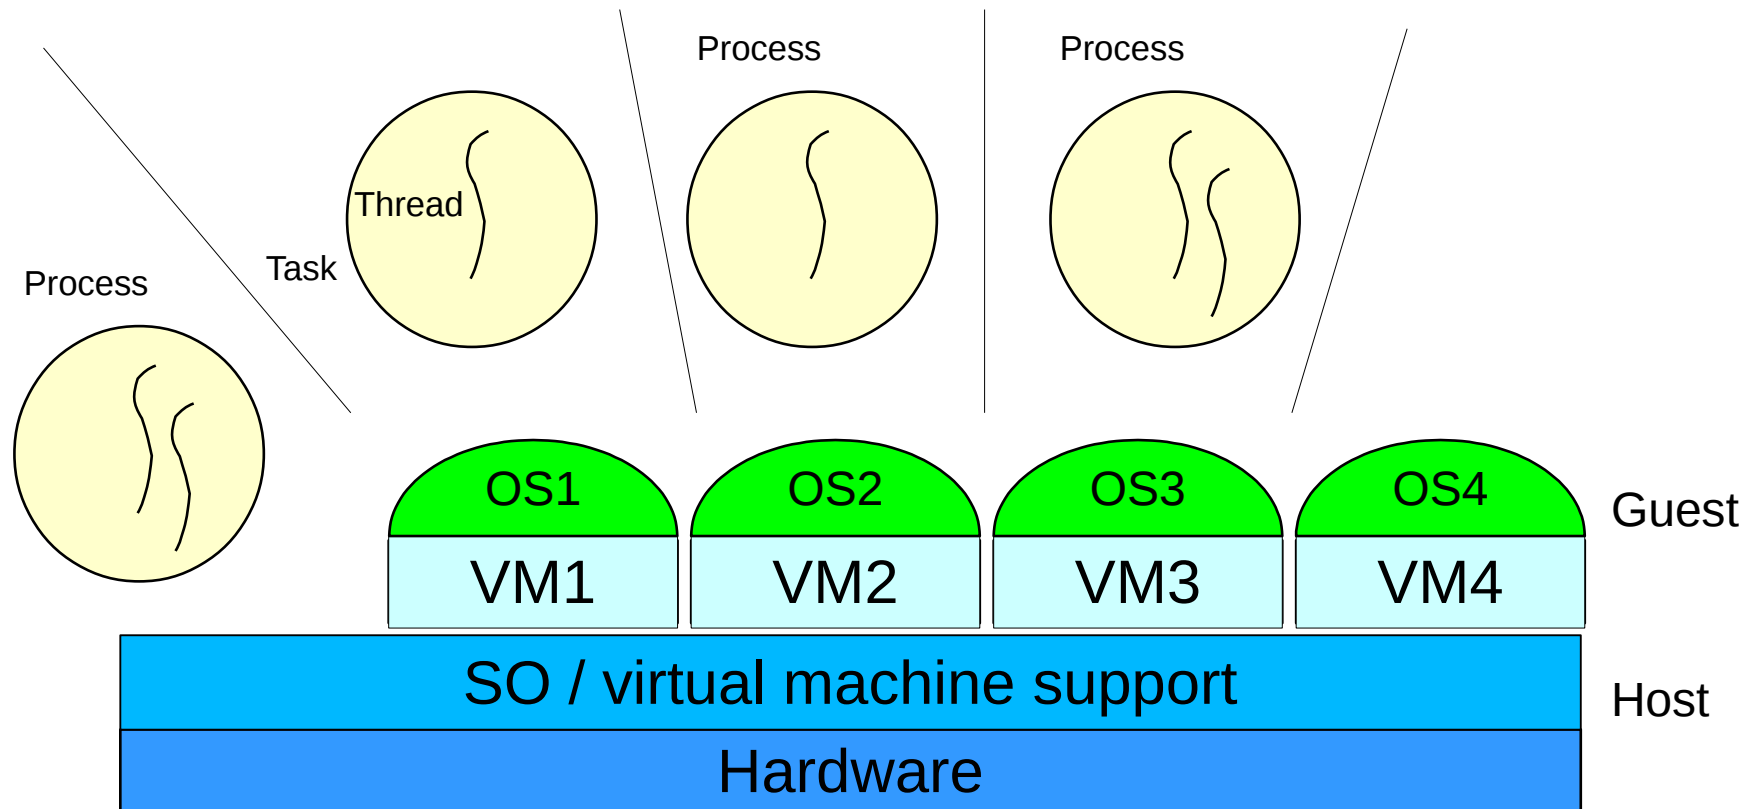 Process
Process
Thread
Task
Process
OS1
OS2
OS3
OS4
Guest
VM1
VM2
VM3
VM4
SO / virtual machine support
Host
Hardware